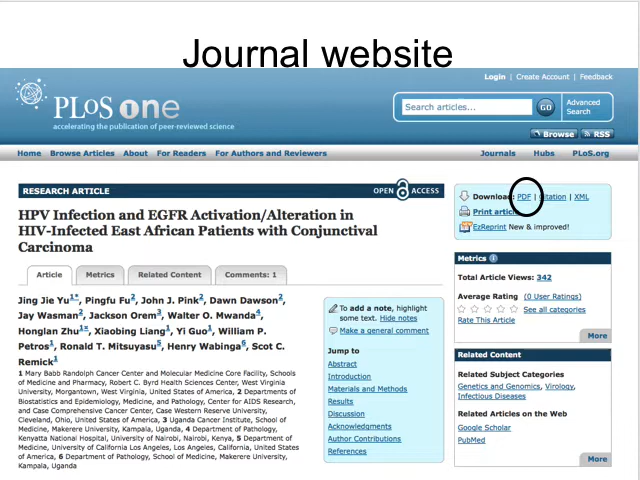 Journal website
Login | Create Account | Feedback
PLoS one
accelerating the publication of peer-reviewed science
Search articles...
GO
Advanced
Search
Browse
RSS
Home Browse Articles About For Readers For Authors and Reviewers
Journals Hubs PLoS.org
RESEARCH ARTICLE
OPEN ACCESS
HPV Infection and EGFR Activation/Alteration in
HIV-Infected East African Patients with Conjunctival
Carcinoma
Article Metrics Related Content Comments: 1
Jing Jie Yu1*, Pingfu Fu2, John J. Pink2, Dawn Dawson2,
Jay Wasman2, Jackson Orem3, Walter O. Mwanda4,
Honglan Zhu1¤, Xiaobing Liang1, Yi Guo1, William P.
Petros1, Ronald T. Mitsuyasu5, Henry Wabinga6, Scot C.
Remick1
1 Mary Babb Randolph Cancer Center and Molecular Medicine Core Facility, Schools
of Medicine and Pharmacy, Robert C. Byrd Health Sciences Center, West Virginia
University, Morgantown, West Virginia, United States of America, 2 Departments of
Biostatistics and Epidemiology, Medicine, and Pathology, Center for AIDS Research,
and Case Comprehensive Cancer Center, Case Western Reserve University,
Cleveland, Ohio, United States of America, 3 Uganda Cancer Institute, School of
Medicine, Makerere University, Kampala, Uganda, 4 Department of Pathology,
Kenyatta National Hospital, University of Nairobi, Nairobi, Kenya, 5 Department of
Medicine, University of California Los Angeles, Los Angeles, California, United
States of America, 6 Department of Pathology, School of Medicine, Makerere University,
Kampala, Uganda
To add a note, highlight
some text. Hide notes
Make a general comment
Jump to
Abstract
Introduction
Materials and Methods
Results
Discussion
Acknowledgments
Author Contributions
References
Download: PDF | Citation | XML
Print article
EzReprint New & improved!
Metrics
Total Article Views: 342
Average Rating (0 User Ratings)
See all categories
Rate This Article
More
Related Content
Related Subject Categories
Genetics and Genomics, Virology,
Infectious Diseases
Related Articles on the Web
Google Scholar
PubMed
More